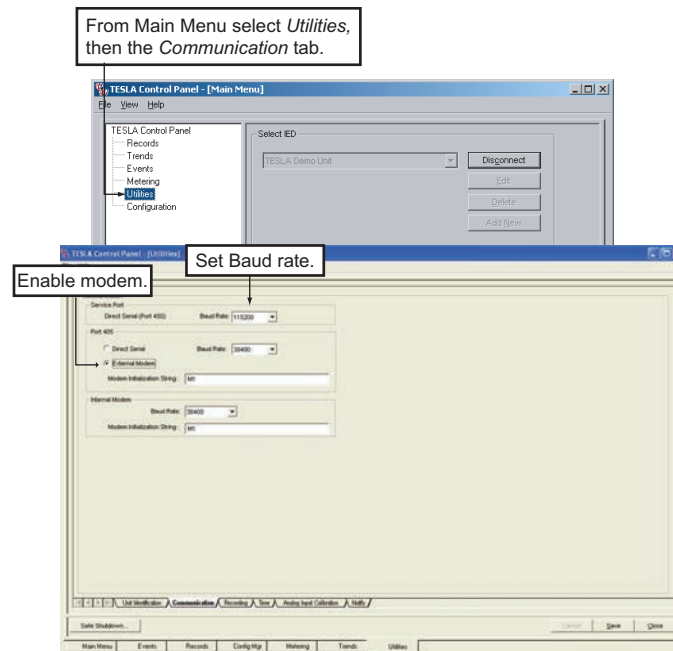 From Main Menu select Utilities,
then the Communication tab.
TESLA Control Panel - [Main Menu]
File View Help
TESLA Control Panel
Records
Trends
Events
Metering
Utilities
Configuration
Select IED
TESLA Demo Unit
Disconnect
Edit
Delete
Add New
TESLA Control Panel - [Utilities]
Set Baud rate.
Enable modem.
Service Port
Direct Serial (Port 450) Baud Rate: 115200
Port 405
Direct Serial Baud Rate: 38400
External Modem
Modem Initialization String: M1
Internal Modem
Baud Rate: 38400
Modem Initialization String: M1
Unit Identification Communication Recording Time Analog Input Calibration Notify
Safe Shutdown... Cancel Save Close
Main Menu Events Records Config Mgr Metering Trends Utilities